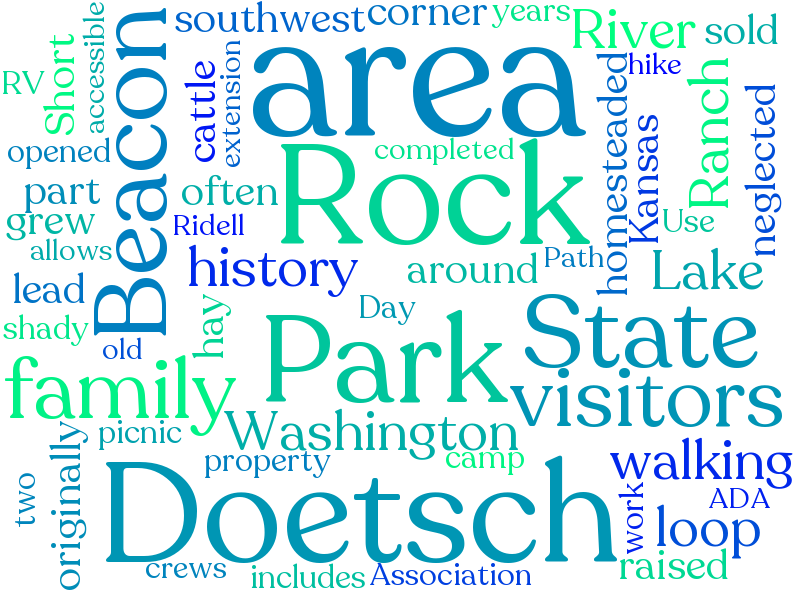 southwest
corner
years
River
sold
RV
Short
accessible
Beacon
cattle
extension
area
hike
homesteaded
Kansas
Ranch
neglected
opened
completed
Rock
part
often
grew
Ridell
Use
allows
history
around
Path
Lake
lead
shady
hay
Day
old
Park
State
family
visitors
picnic
Washington
walking
two
originally
property
camp
Doetsch
work
ADA
loop
crews
includes
Association
raised